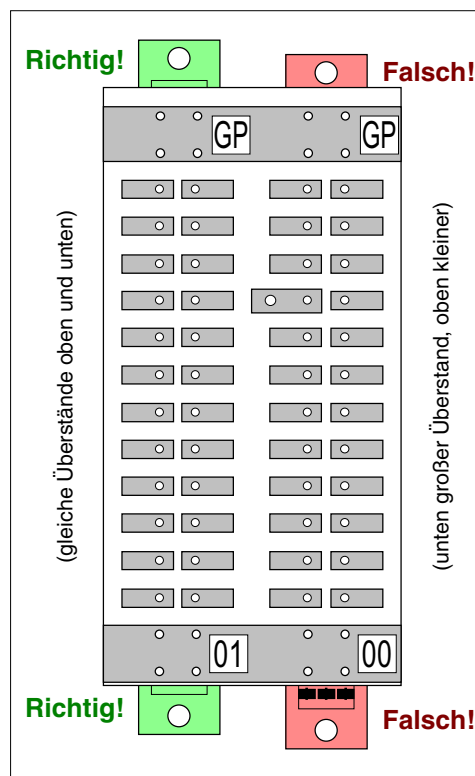 Richtig!
Falsch!
GP
GP
(gleiche Überstände oben und unten)
(unten großer Überstand, oben kleiner)
01
00
Richtig!
Falsch!